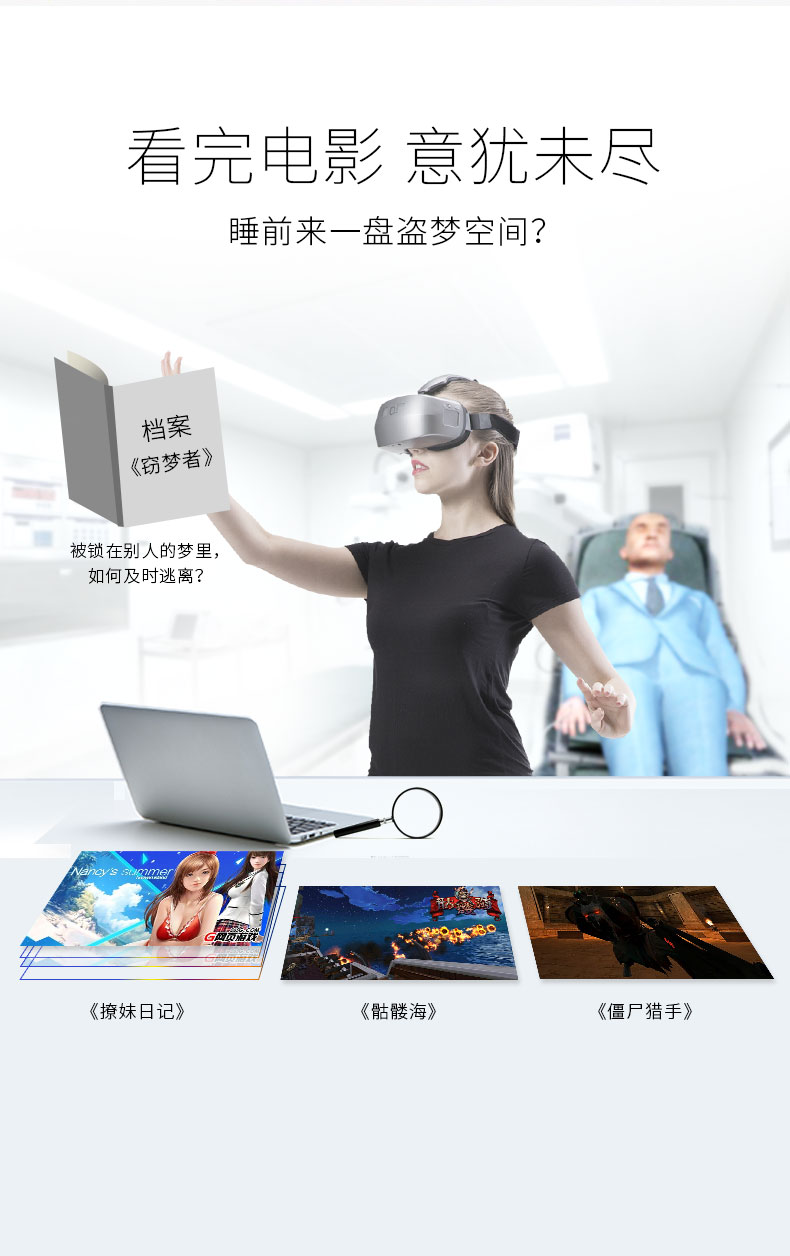 看完电影 意犹未尽
睡前来一盘盗梦空间?
档案
《窃梦者》
被锁在别人的梦里,
如何及时逃离?
Nancy's summer
《撩妹日记》
《骷髅海》
《僵尸猎手》